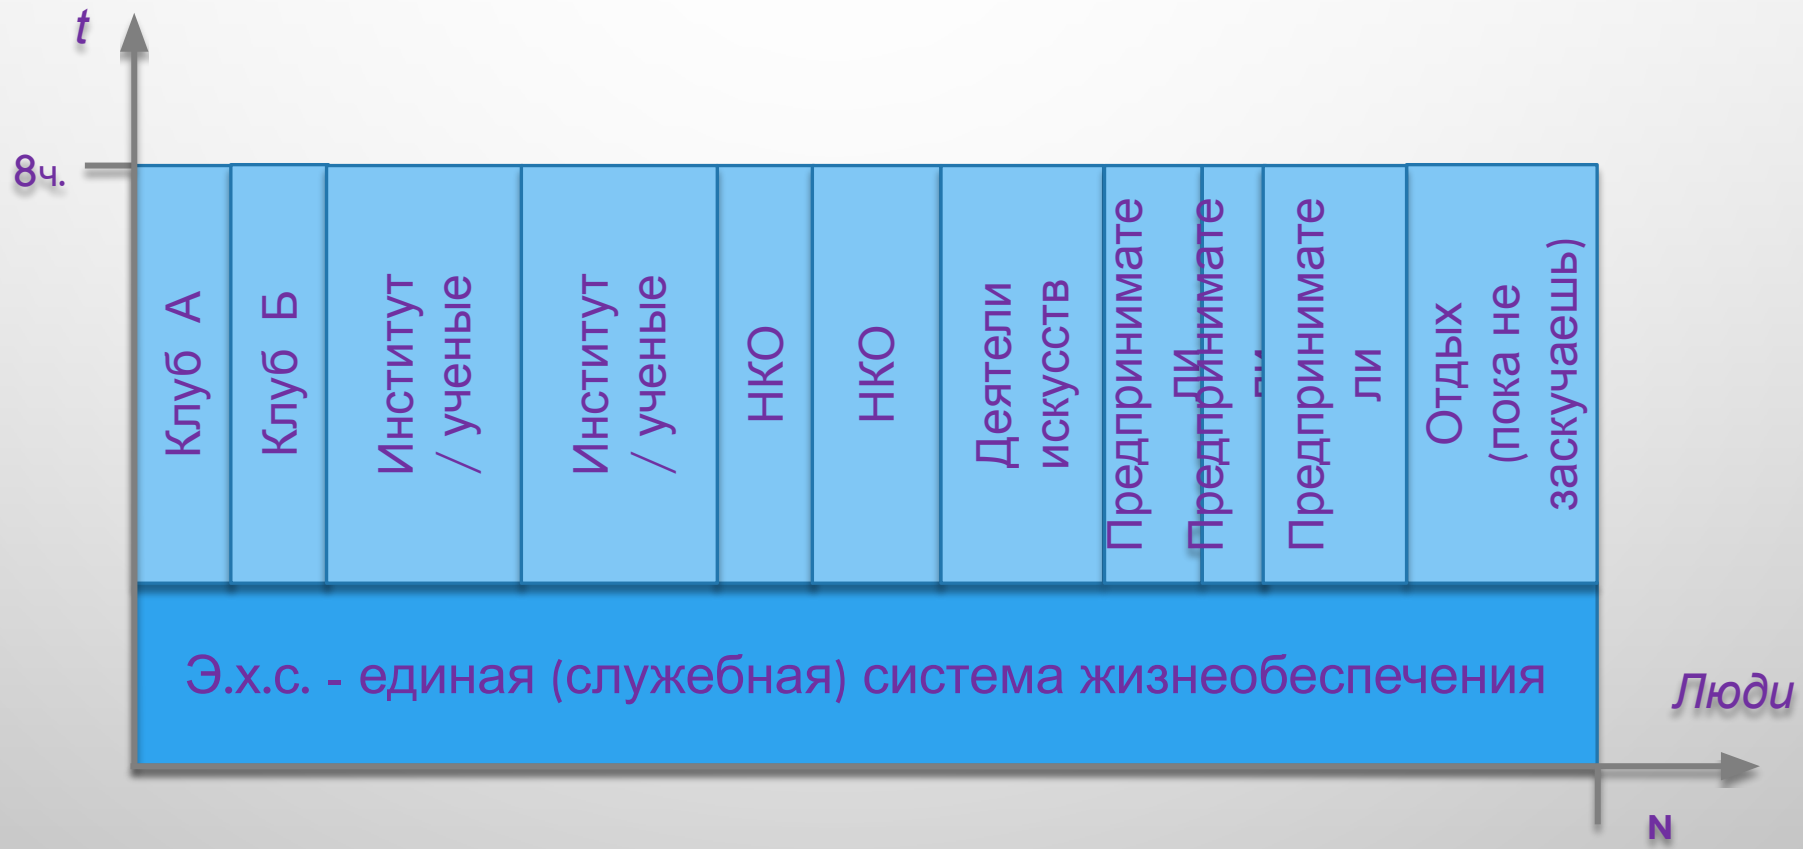 t
8ч.
Клуб А
Клуб Б
Институт
/ ученые
Институт
/ ученые
НКО
НКО
Деятели
искусств
Предпринимате
ли
Предпринимате
ли
Предпринимате
ли
Отдых
(пока не
заскучаешь)
Э.х.с. - единая (служебная) система жизнеобеспечения
Люди
N